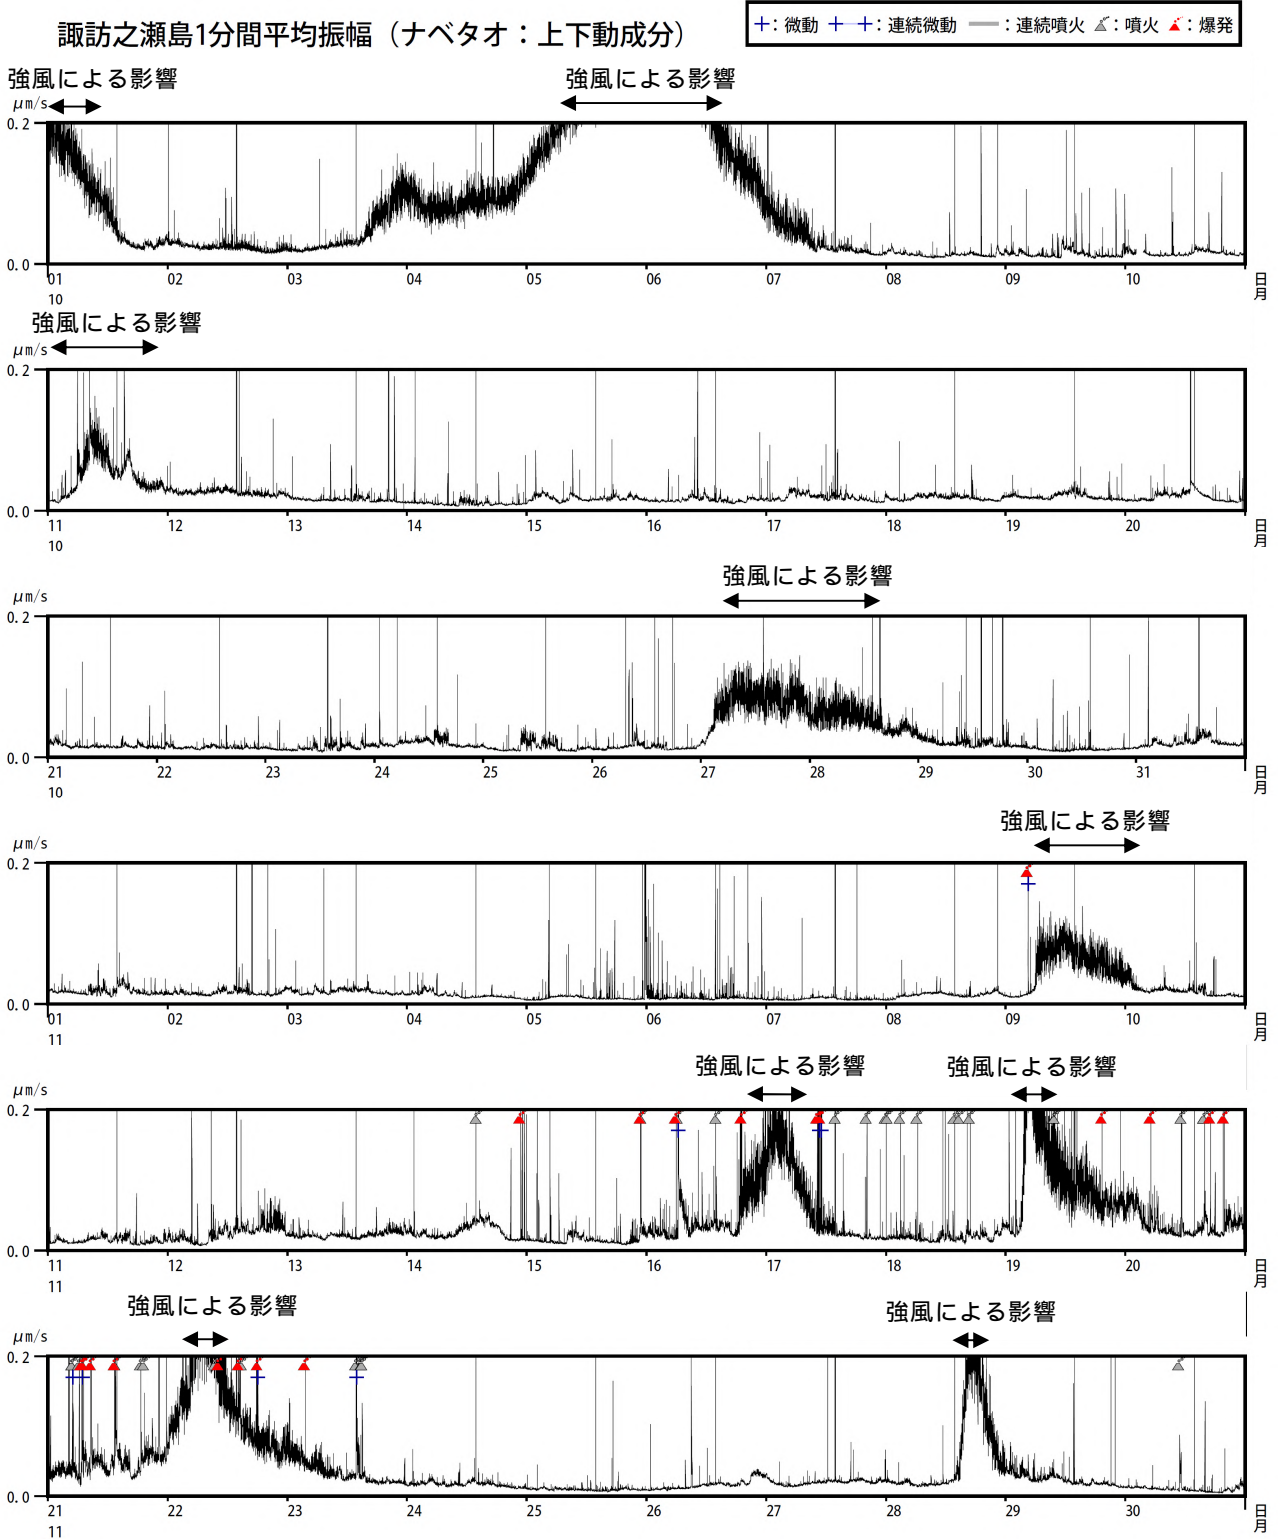 諏訪之瀬島1分間平均振幅（ナベタオ：上下動成分）
＋：微動 ＋—＋：連続微動 ：連続噴火 ：噴火 ：爆発
強風による影響 強風による影響
μm/s
0.2
0.0
01 02 03 04 05 06 07 08 09 10 日
10 月
強風による影響
μm/s
0.2
0.0
11 12 13 14 15 16 17 18 19 20 日
10 月
強風による影響
μm/s
0.2
0.0
21 22 23 24 25 26 27 28 29 30 31 日
10 月
強風による影響
μm/s
0.2
0.0
01 02 03 04 05 06 07 08 09 10 日
11 月
強風による影響 強風による影響
μm/s
0.2
0.0
11 12 13 14 15 16 17 18 19 20 日
11 月
強風による影響 強風による影響
μm/s
0.2
0.0
21 22 23 24 25 26 27 28 29 30 日
11 月